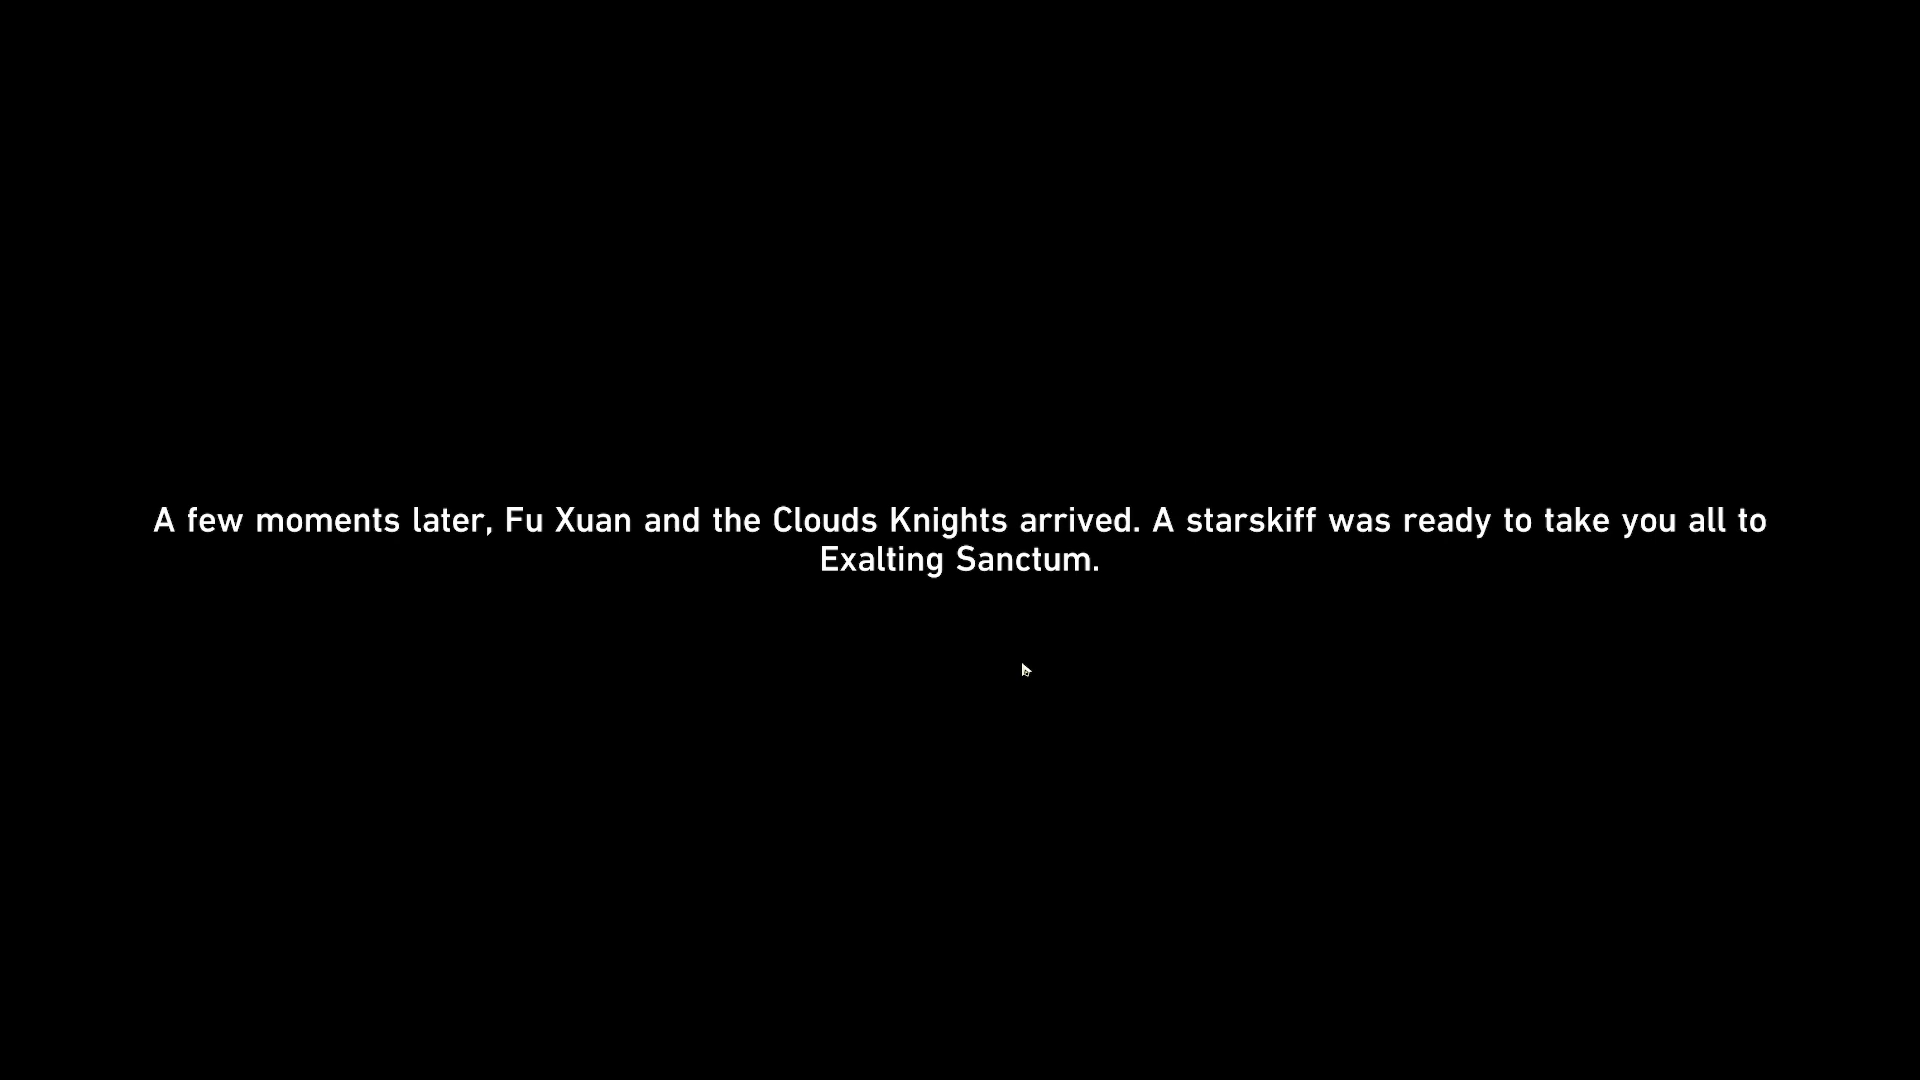 A few moments later, Fu Xuan and the Clouds Knights arrived. A starskiff was ready to take you all to
Exalting Sanctum.